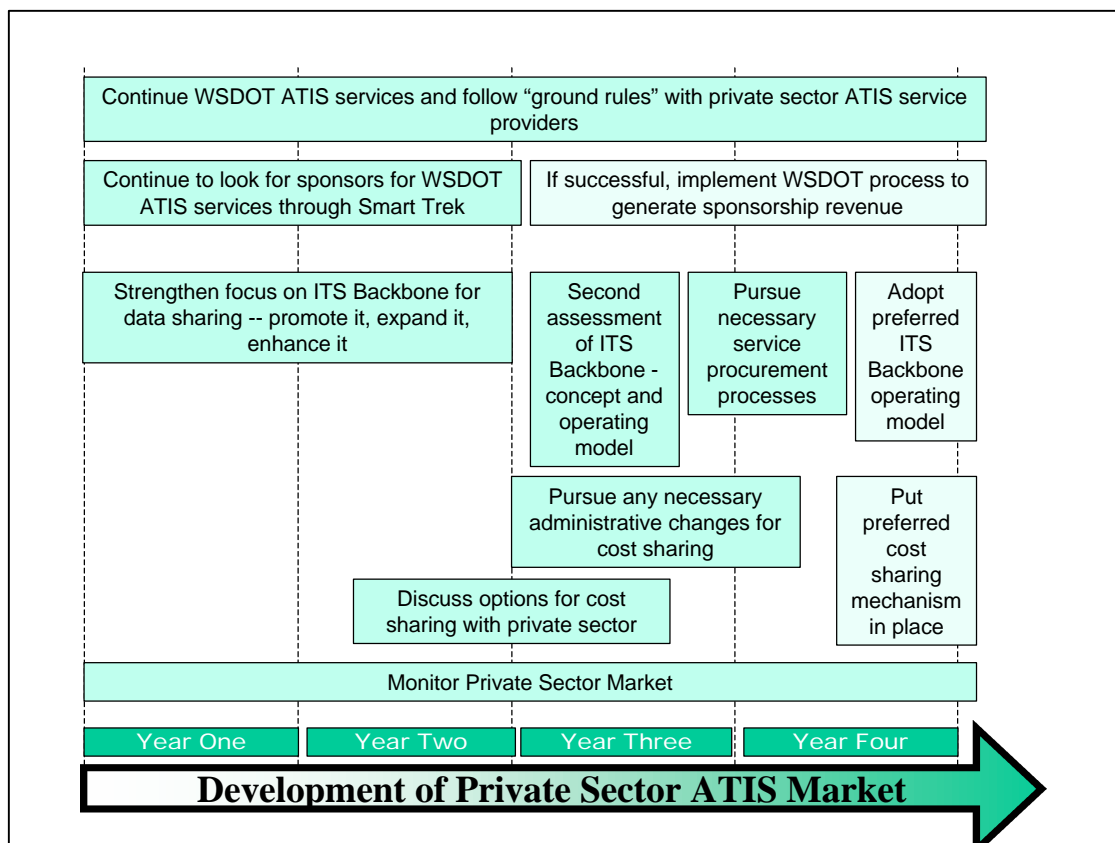 Continue WSDOT ATIS services and follow “ground rules” with private sector ATIS service
providers
Continue to look for sponsors for WSDOT
ATIS services through Smart Trek
If successful, implement WSDOT process to
generate sponsorship revenue
Strengthen focus on ITS Backbone for
data sharing -- promote it, expand it,
enhance it
Second
assessment
of ITS
Backbone -
concept and
operating
model
Pursue
necessary
service
procurement
processes
Adopt
preferred
ITS
Backbone
operating
model
Pursue any necessary
administrative changes for
cost sharing
Put
preferred
cost
sharing
mechanism
in place
Discuss options for cost
sharing with private sector
Monitor Private Sector Market
Year One
Year Two
Year Three
Year Four
Development of Private Sector ATIS Market